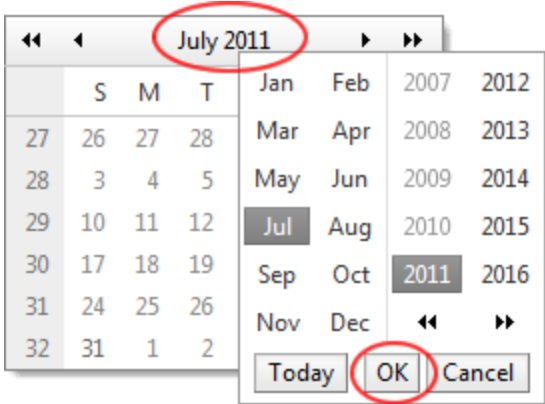 July 2011
S M T
27 26 27 28
28 3 4 5
29 10 11 12
30 17 18 19
31 24 25 26
32 31 1 2
Jan Feb 2007 2012
Mar Apr 2008 2013
May Jun 2009 2014
Jul Aug 2010 2015
Sep Oct 2011 2016
Nov Dec
Today OK Cancel